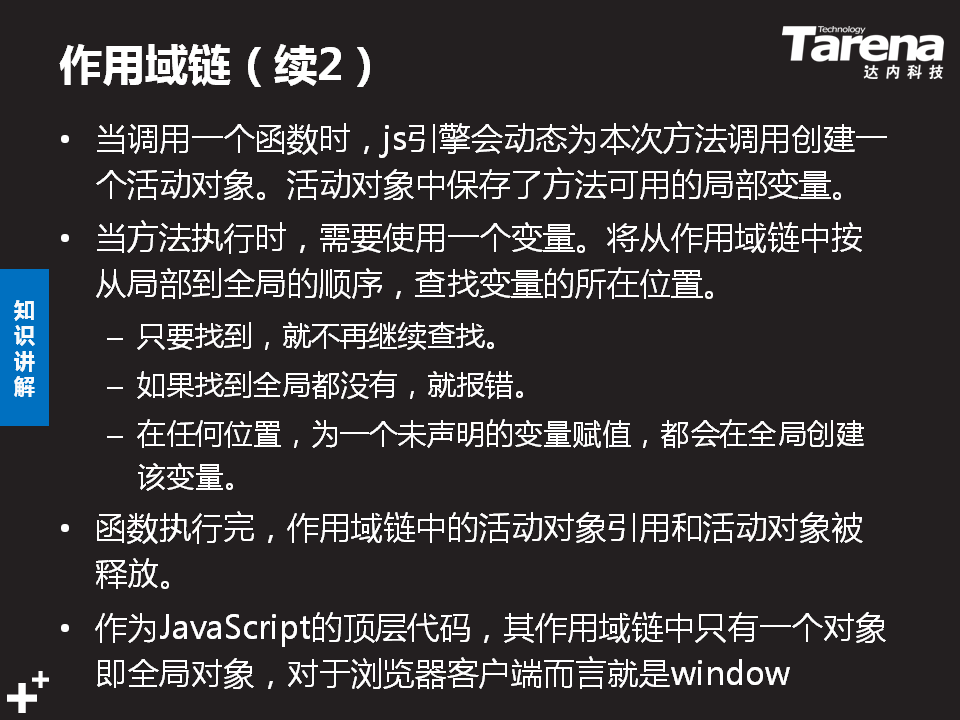 作用域链（续2）
Technology
Tarena
达内科技
• 当调用一个函数时，js引擎会动态为本次方法调用创建一
个活动对象。活动对象中保存了方法可用的局部变量。
• 当方法执行时，需要使用一个变量。将从作用域链中按
从局部到全局的顺序，查找变量的所在位置。
– 只要找到，就不再继续查找。
– 如果找到全局都没有，就报错。
– 在任何位置，为一个未声明的变量赋值，都会在全局创建
该变量。
• 函数执行完，作用域链中的活动对象引用和活动对象被
释放。
• 作为JavaScript的顶层代码，其作用域链中只有一个对象
即全局对象，对于浏览器客户端而言就是window
知
识
讲
解